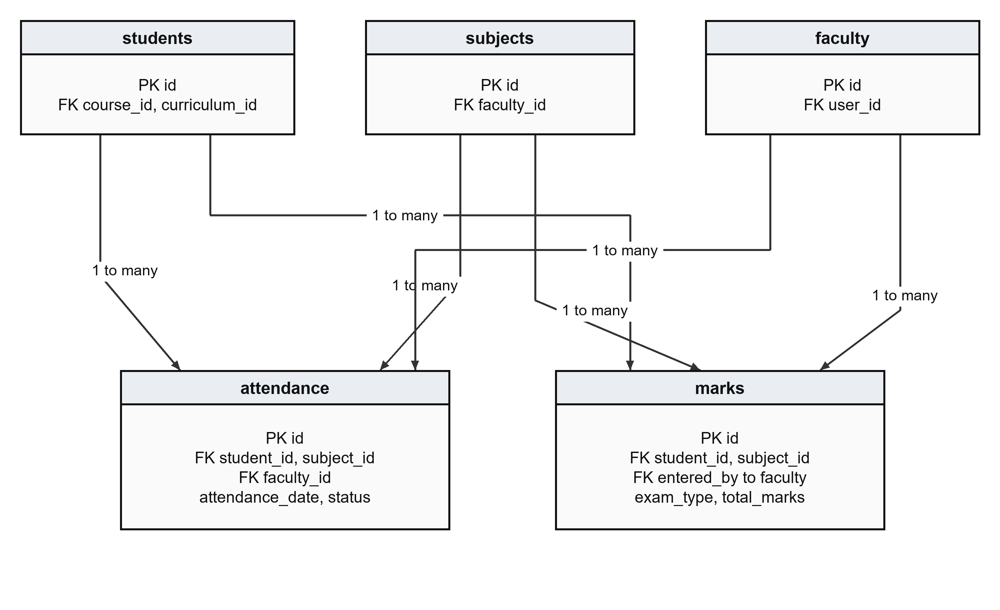 students
PK id
FK course_id, curriculum_id
subjects
PK id
FK faculty_id
faculty
PK id
FK user_id
1 to many
1 to many
1 to many
1 to many
1 to many
1 to many
attendance
PK id
FK student_id, subject_id
FK faculty_id
attendance_date, status
marks
PK id
FK student_id, subject_id
FK entered_by to faculty
exam_type, total_marks